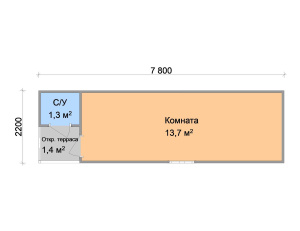 7 800
2200
С/У
1,3 м²
Комната
13,7 м²
Откр. терраса
1,4 м²